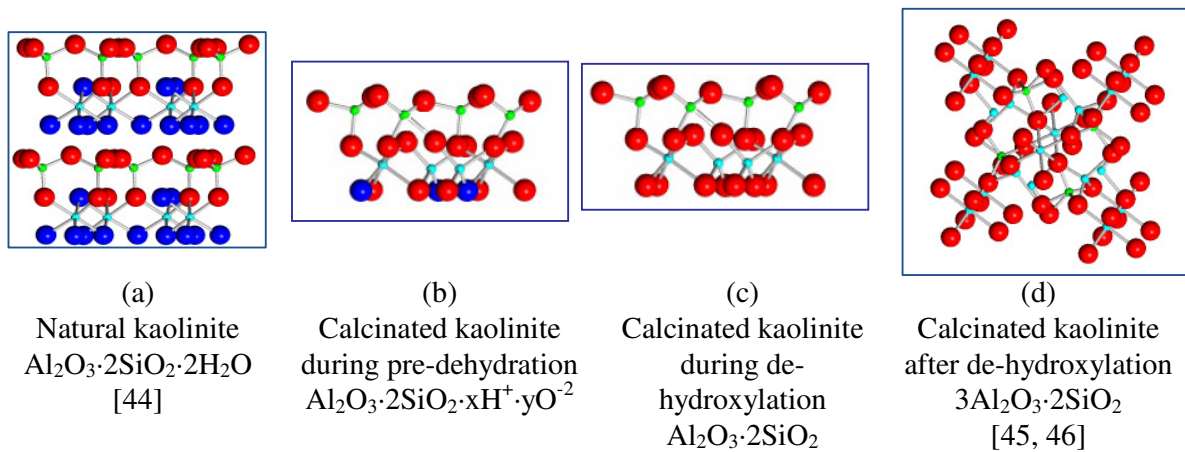 (a)
Natural kaolinite
Al₂O₃·2SiO₂·2H₂O
[44]
(b)
Calcinated kaolinite
during pre-dehydration
Al₂O₃·2SiO₂·xH⁺·yO⁻²
(c)
Calcinated kaolinite
during de-
hydroxylation
Al₂O₃·2SiO₂
(d)
Calcinated kaolinite
after de-hydroxylation
3Al₂O₃·2SiO₂
[45, 46]